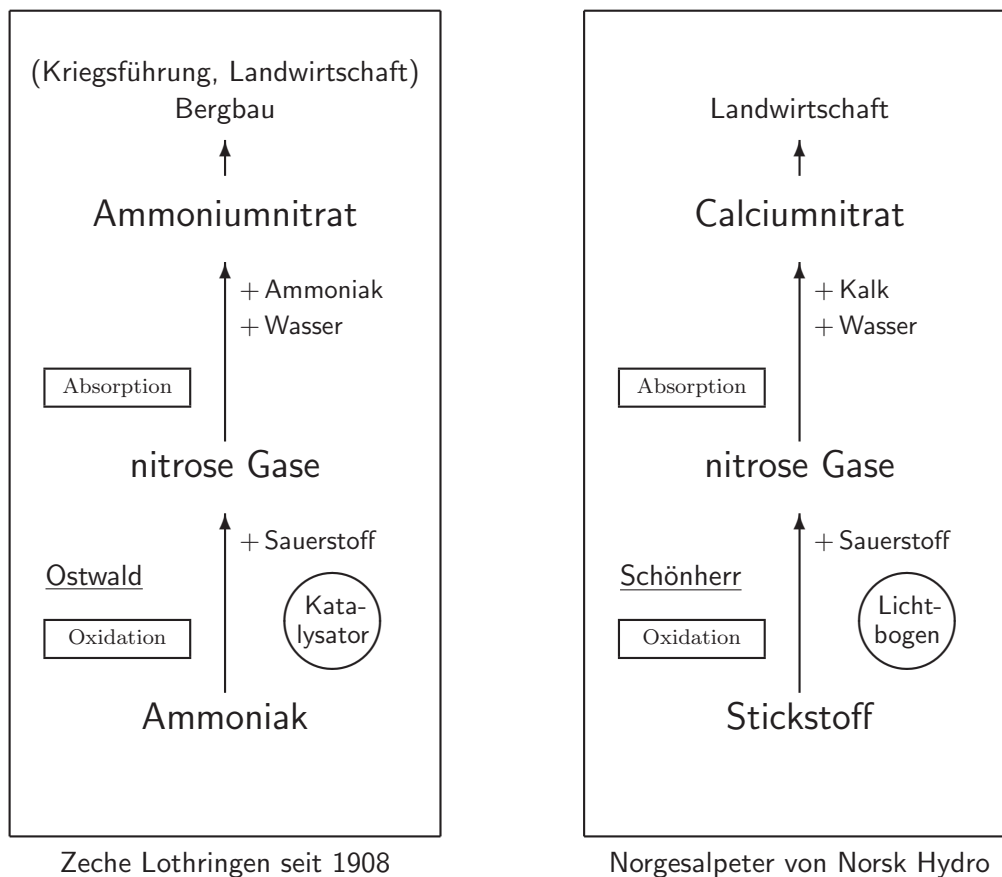 (Kriegsführung, Landwirtschaft)
Bergbau
Ammoniumnitrat
+ Ammoniak
+ Wasser
Absorption
nitrose Gase
+ Sauerstoff
Ostwald
Kata-
lysator
Oxidation
Ammoniak
Zeche Lothringen seit 1908
Landwirtschaft
Calciumnitrat
+ Kalk
+ Wasser
Absorption
nitrose Gase
+ Sauerstoff
Schönherr
Licht-
bogen
Oxidation
Stickstoff
Norgesalpeter von Norsk Hydro